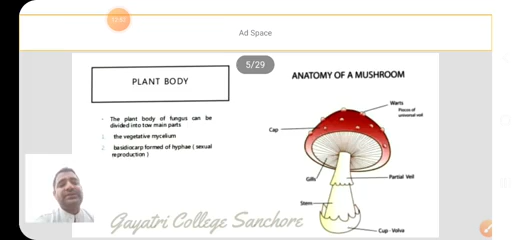 Ad Space
5/29
PLANT BODY
The plant body of fungus can be
divided into tow main parts
1. the vegetative mycelium
2. basidiocarp formed of hyphae ( sexual
reproduction )
ANATOMY OF A MUSHROOM
Warts
Pieces of
universal veil
Cap
Gills
Partial Veil
Stem
Cup - Volva
Gayatri College Sanchore